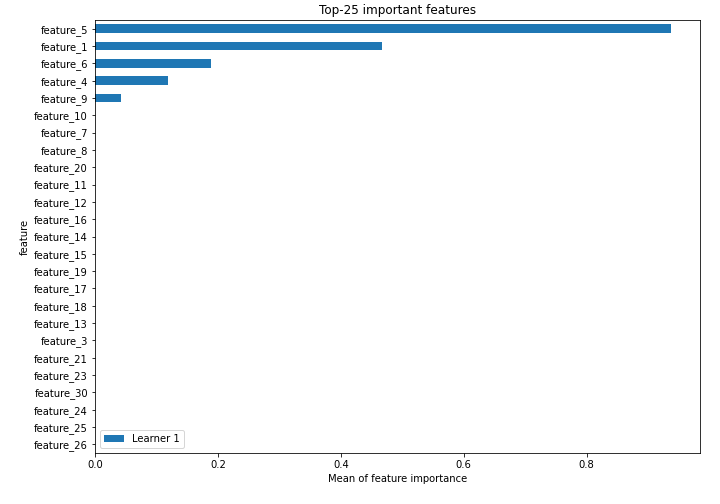 Top-25 important features
feature_5
feature_1
feature_6
feature_4
feature_9
feature_10
feature_7
feature_8
feature_20
feature_11
feature_12
feature_16
feature_14
feature_15
feature_19
feature_17
feature_18
feature_13
feature_3
feature_21
feature_23
feature_30
feature_24
feature_25
feature_26
feature
Learner 1
0.0 0.2 0.4 0.6 0.8
Mean of feature importance